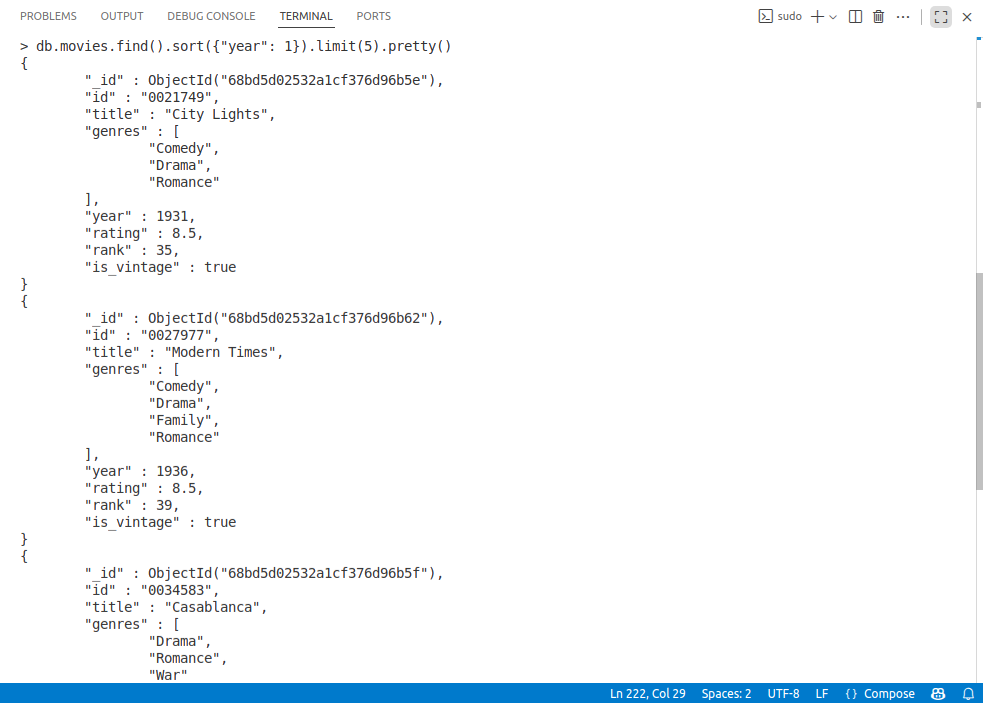 PROBLEMS OUTPUT DEBUG CONSOLE TERMINAL PORTS sudo
> db.movies.find().sort({"year": 1}).limit(5).pretty()
{
        "_id" : ObjectId("68bd5d02532a1cf376d96b5e"),
        "id" : "0021749",
        "title" : "City Lights",
        "genres" : [
                "Comedy",
                "Drama",
                "Romance"
        ],
        "year" : 1931,
        "rating" : 8.5,
        "rank" : 35,
        "is_vintage" : true
}
{
        "_id" : ObjectId("68bd5d02532a1cf376d96b62"),
        "id" : "0027977",
        "title" : "Modern Times",
        "genres" : [
                "Comedy",
                "Drama",
                "Family",
                "Romance"
        ],
        "year" : 1936,
        "rating" : 8.5,
        "rank" : 39,
        "is_vintage" : true
}
{
        "_id" : ObjectId("68bd5d02532a1cf376d96b5f"),
        "id" : "0034583",
        "title" : "Casablanca",
        "genres" : [
                "Drama",
                "Romance",
                "War"
Ln 222, Col 29 Spaces: 2 UTF-8 LF {} Compose